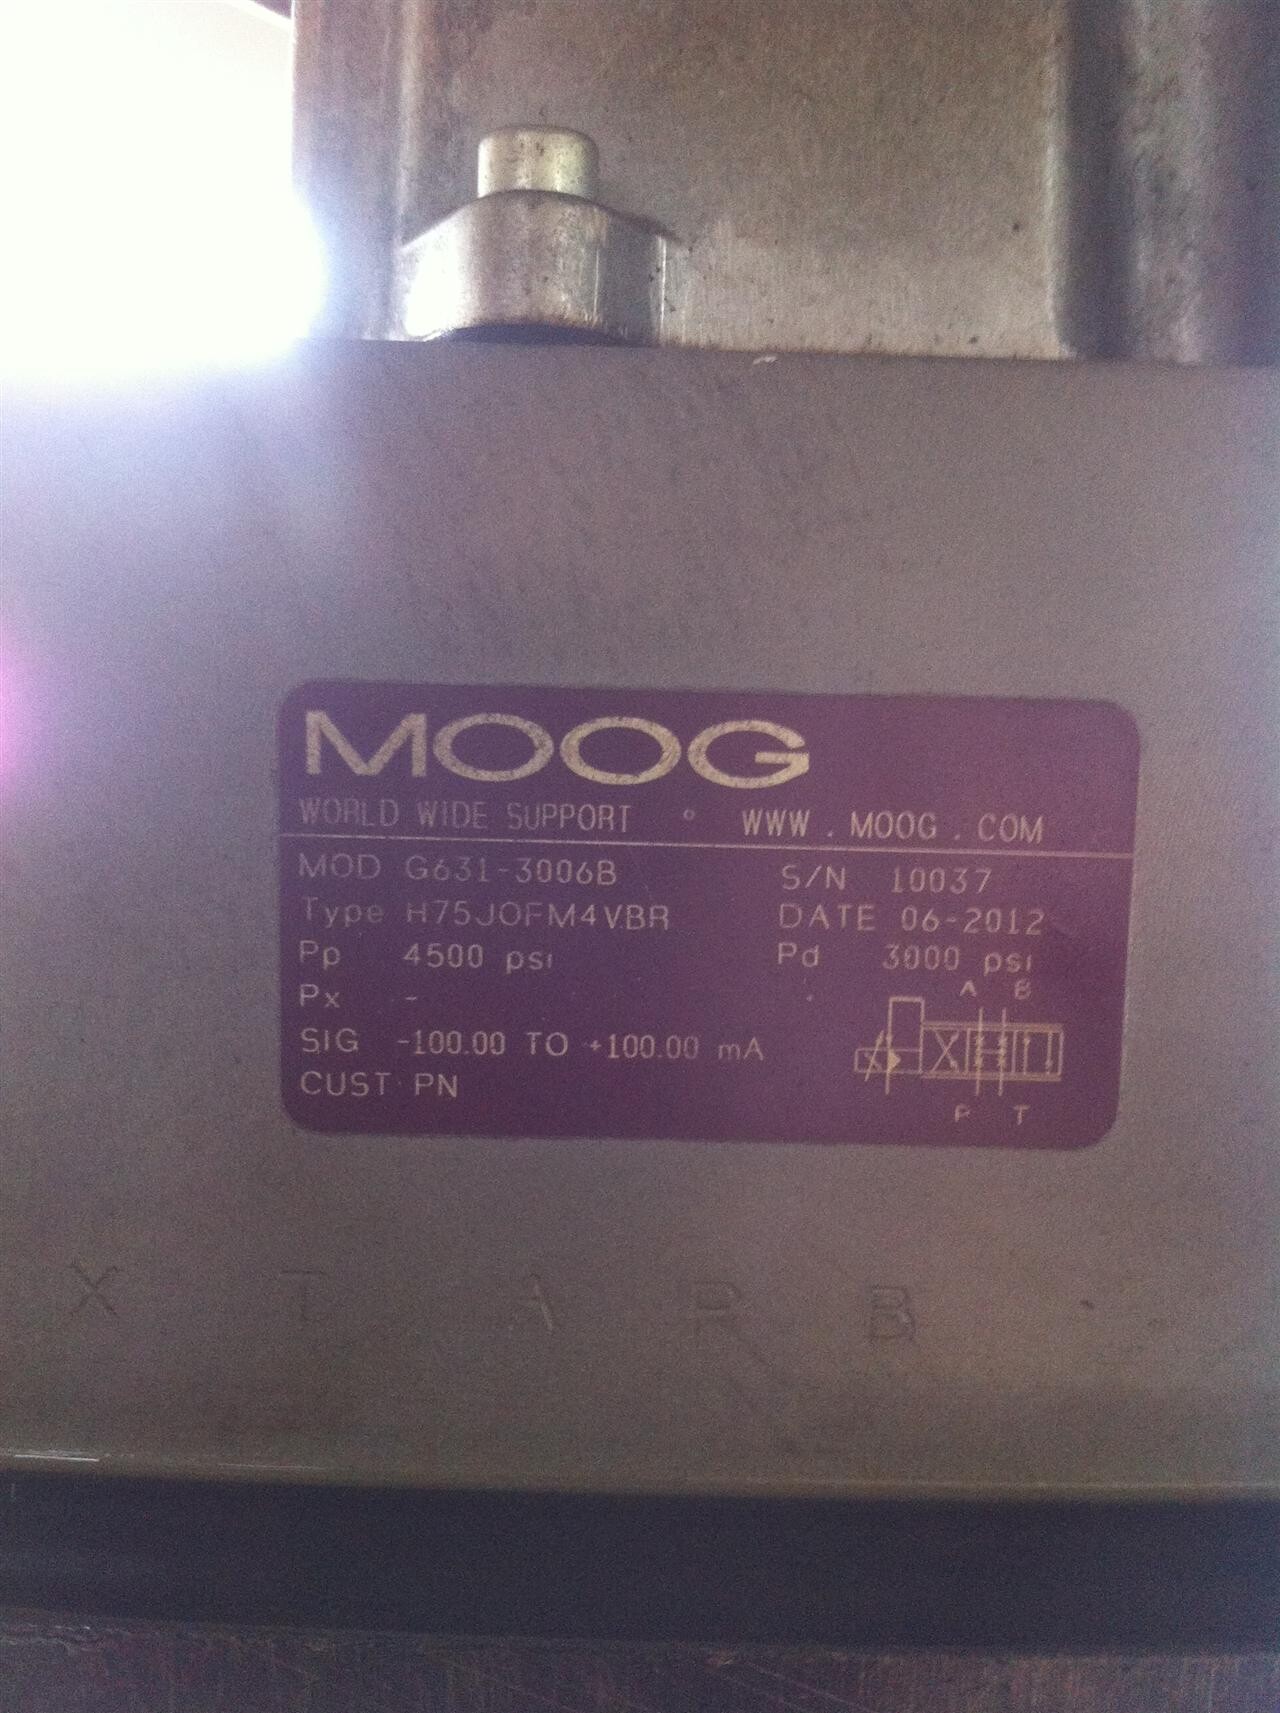 MOOG
WORLD WIDE SUPPORT ° WWW.MOOG.COM
MOD G631-3006B S/N 10037
Type H75JOFM4VBR DATE 06-2012
Pp 4500 psi Pd 3000 psi
Px -
A B
SIG -100.00 TO +100.00 mA
CUST PN
P T
X T A P B